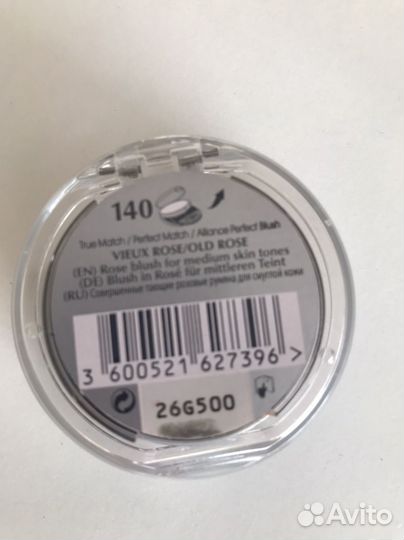 140
True Match / Perfect Match / Alliance Perfect Blush
VIEUX ROSE/OLD ROSE
(EN) Rose blush for medium skin tones
(DE) Blush in Rosé für mittleren Teint
(RU) Совершенные тающие розовые румяна для смуглой кожи
3 600521 627396 >
26G500
Avito